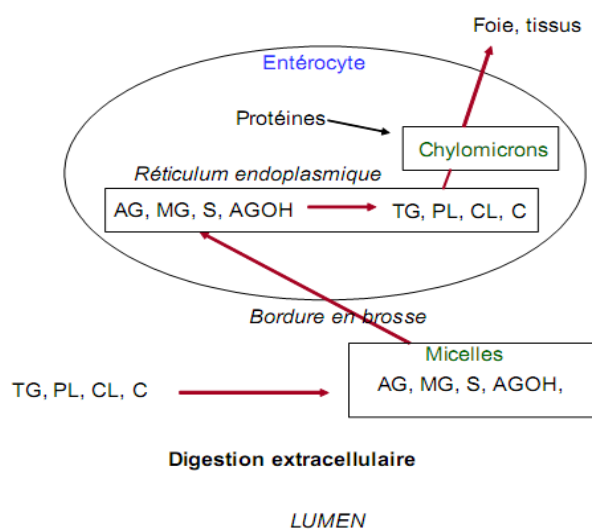 Foie, tissus
Entérocyte
Protéines
Chylomicrons
Réticulum endoplasmique
AG, MG, S, AGOH
TG, PL, CL, C
Bordure en brosse
Micelles
TG, PL, CL, C
AG, MG, S, AGOH,
Digestion extracellulaire
LUMEN